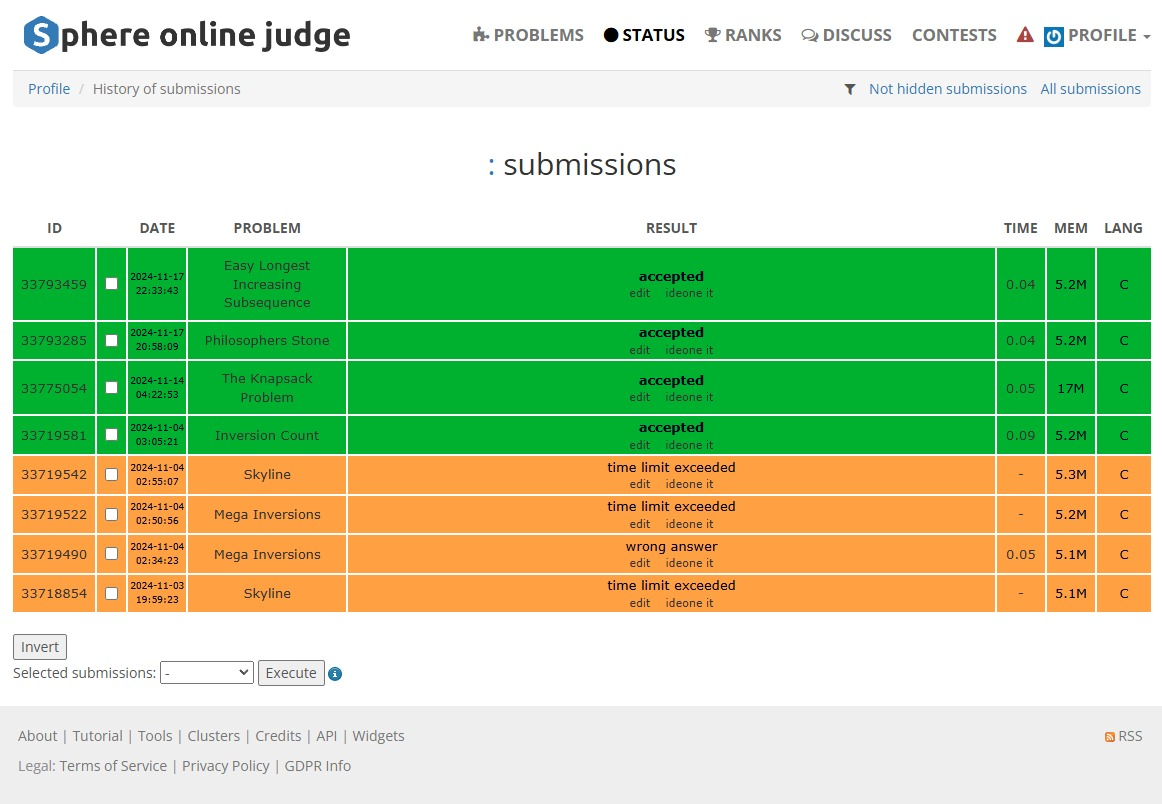 Sphere online judge
PROBLEMS STATUS RANKS DISCUSS CONTESTS PROFILE
Profile / History of submissions Not hidden submissions All submissions
: submissions
ID DATE PROBLEM RESULT TIME MEM LANG
33793459 2024-11-17 22:33:43 Easy Longest Increasing Subsequence accepted edit ideone it 0.04 5.2M C
33793285 2024-11-17 20:58:09 Philosophers Stone accepted edit ideone it 0.04 5.2M C
33775054 2024-11-14 04:22:53 The Knapsack Problem accepted edit ideone it 0.05 17M C
33719581 2024-11-04 03:05:21 Inversion Count accepted edit ideone it 0.09 5.2M C
33719542 2024-11-04 02:55:07 Skyline time limit exceeded edit ideone it - 5.3M C
33719522 2024-11-04 02:50:56 Mega Inversions time limit exceeded edit ideone it - 5.2M C
33719490 2024-11-04 02:34:23 Mega Inversions wrong answer edit ideone it 0.05 5.1M C
33718854 2024-11-03 19:59:23 Skyline time limit exceeded edit ideone it - 5.1M C
Invert
Selected submissions: - Execute
About | Tutorial | Tools | Clusters | Credits | API | Widgets RSS
Legal: Terms of Service | Privacy Policy | GDPR Info